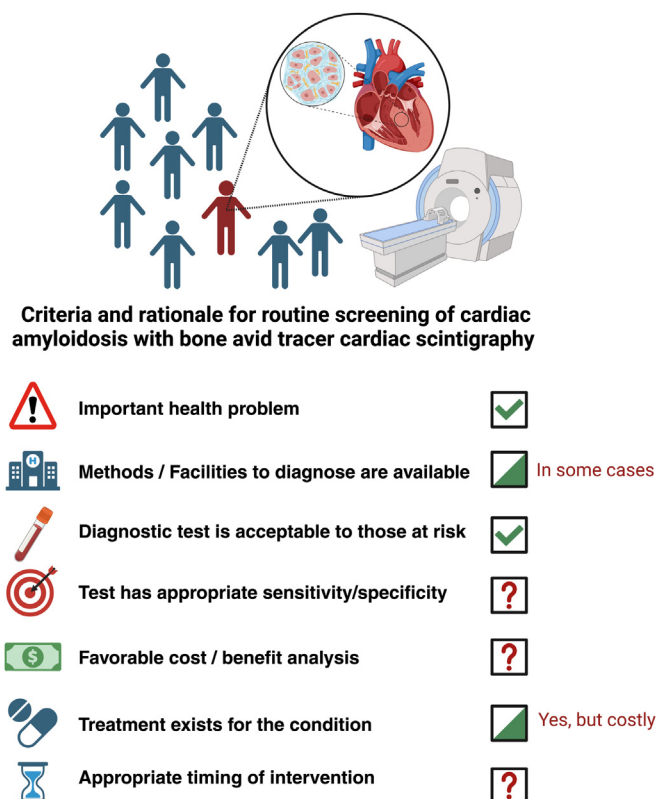 Criteria and rationale for routine screening of cardiac
amyloidosis with bone avid tracer cardiac scintigraphy
Important health problem
H
Methods / Facilities to diagnose are available
In some cases
Diagnostic test is acceptable to those at risk
Test has appropriate sensitivity/specificity
?
$
Favorable cost / benefit analysis
?
Treatment exists for the condition
Yes, but costly
Appropriate timing of intervention
?